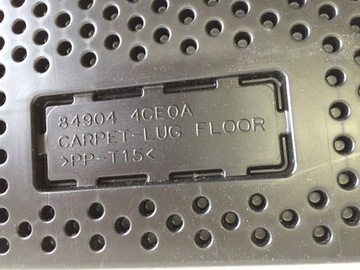 84904 4CE0A
CARPET-LUG FLOOR
>PP-T15<